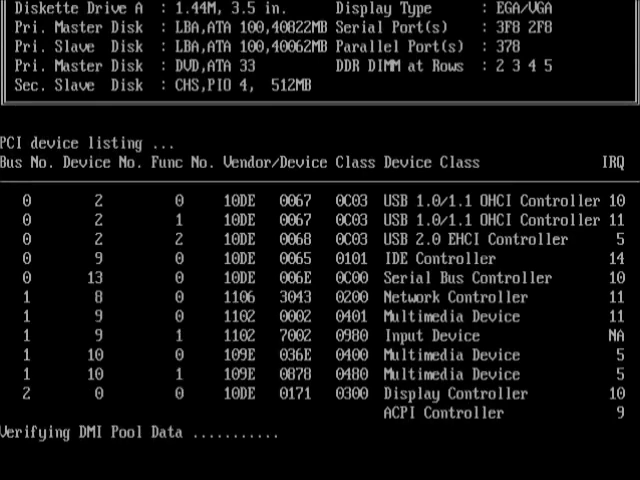 Diskette Drive A : 1.44M, 3.5 in. Display Type : EGA/VGA
Pri. Master Disk : LBA,ATA 100,40822MB Serial Port(s) : 3F8 2F8
Pri. Slave Disk : LBA,ATA 100,40062MB Parallel Port(s) : 378
Pri. Master Disk : DVD,ATA 33 DDR DIMM at Rows : 2 3 4 5
Sec. Slave Disk : CHS,PIO 4, 512MB
PCI device listing ...
Bus No. Device No. Func No. Vendor/Device Class Device Class IRQ
0 2 0 10DE 0067 0C03 USB 1.0/1.1 OHCI Controller 10
0 2 1 10DE 0067 0C03 USB 1.0/1.1 OHCI Controller 11
0 2 2 10DE 0068 0C03 USB 2.0 EHCI Controller 5
0 9 0 10DE 0065 0101 IDE Controller 14
0 13 0 10DE 006E 0C00 Serial Bus Controller 10
1 8 0 1106 3043 0200 Network Controller 11
1 9 0 1102 0002 0401 Multimedia Device 11
1 9 1 1102 7002 0980 Input Device NA
1 10 0 109E 036E 0400 Multimedia Device 5
1 10 1 109E 0878 0480 Multimedia Device 5
2 0 0 10DE 0171 0300 Display Controller 10
ACPI Controller 9
Verifying DMI Pool Data ...........